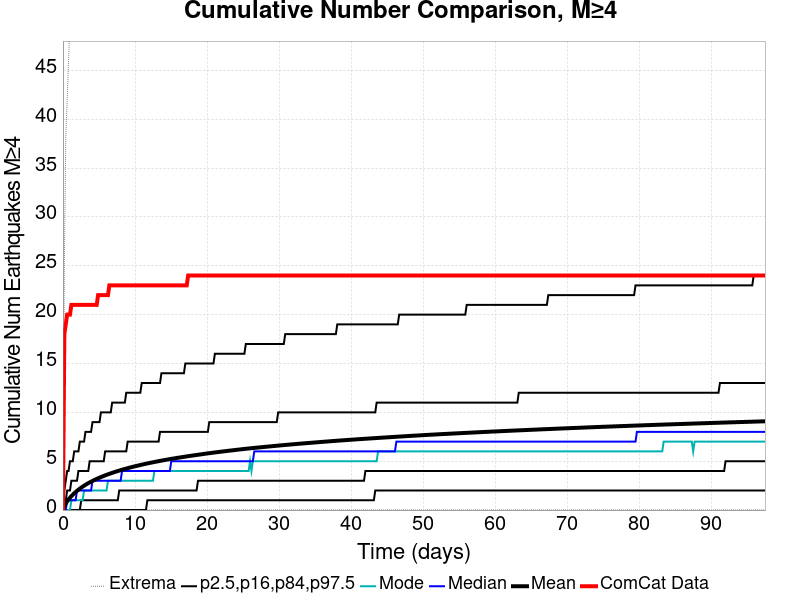 Cumulative Number Comparison, M≥4
Cumulative Num Earthquakes M≥4
45
40
35
30
25
20
15
10
5
0
0 10 20 30 40 50 60 70 80 90
Time (days)
Extrema p2.5,p16,p84,p97.5 Mode Median Mean ComCat Data